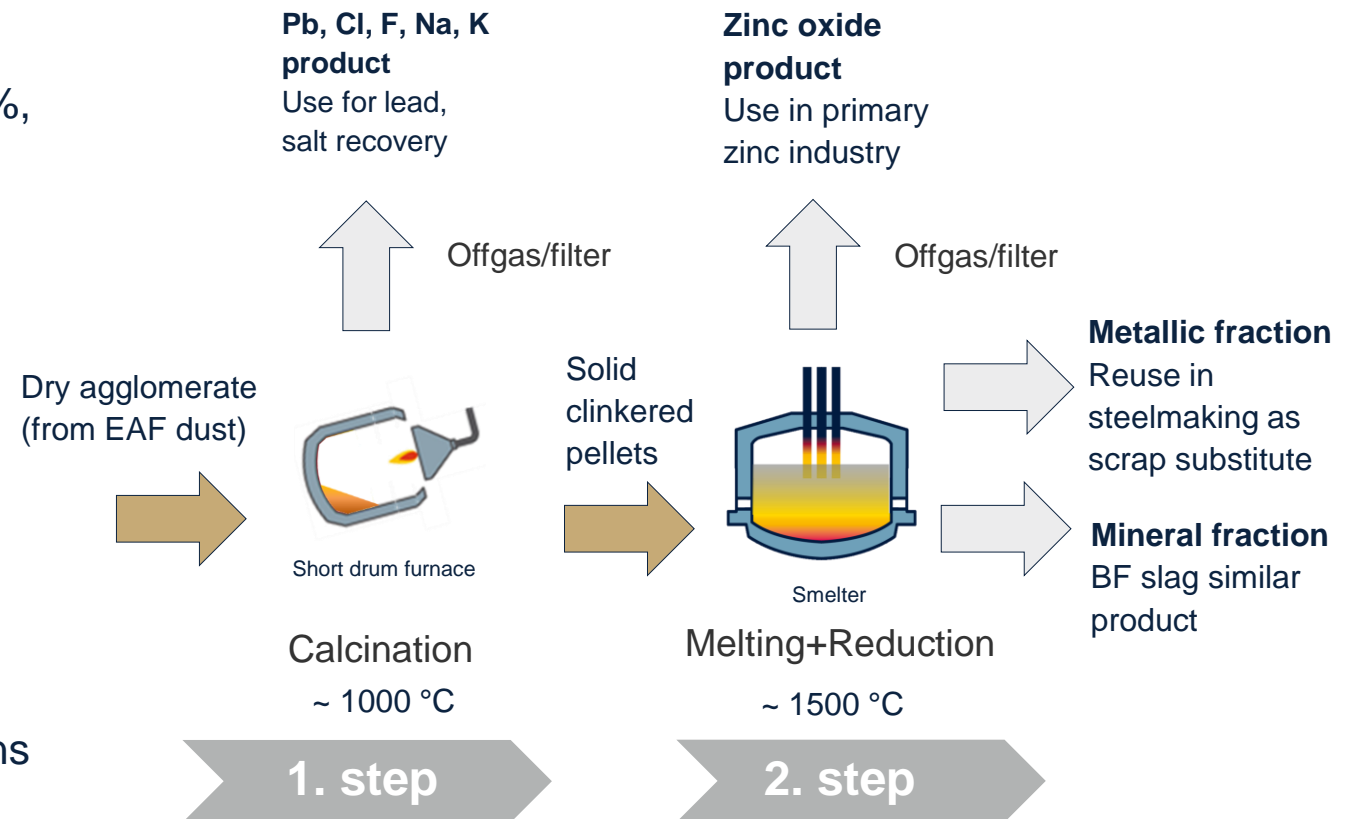 %,
ns
Pb, Cl, F, Na, K
product
Use for lead,
salt recovery
Zinc oxide
product
Use in primary
zinc industry
Offgas/filter
Offgas/filter
Dry agglomerate
(from EAF dust)
Solid
clinkered
pellets
Metallic fraction
Reuse in
steelmaking as
scrap substitute
Mineral fraction
BF slag similar
product
Short drum furnace
Smelter
Calcination
~ 1000 °C
Melting+Reduction
~ 1500 °C
1. step
2. step